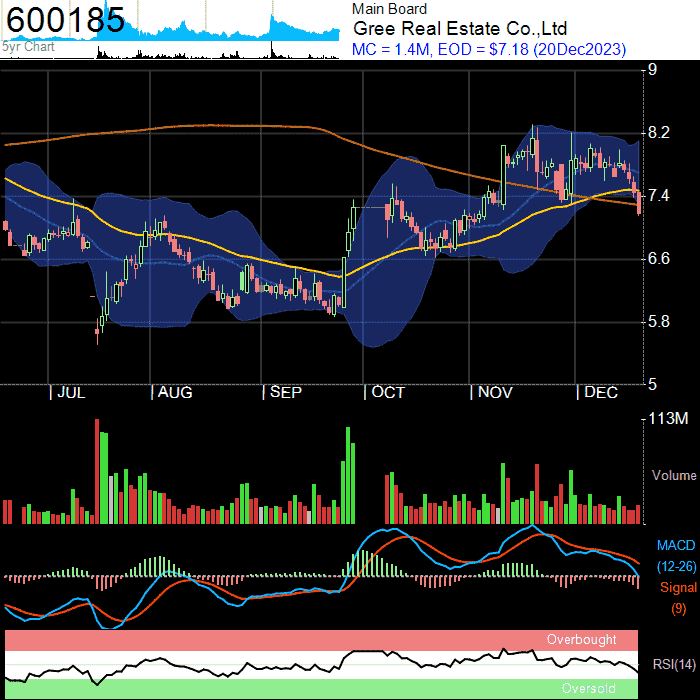 600185
5yr Chart
Main Board
Gree Real Estate Co.,Ltd
MC = 1.4M, EOD = $7.18 (20Dec2023)
9
8.2
7.4
6.6
5.8
5
JUL AUG SEP OCT NOV DEC
113M
Volume
MACD
(12-26)
Signal
(9)
Overbought
RSI(14)
Oversold